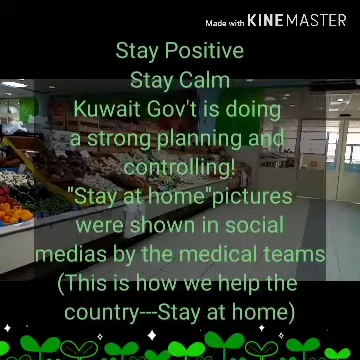 Made with KINEMASTER
Stay Positive
Stay Calm
Kuwait Gov't is doing
a strong planning and
controlling!
"Stay at home"pictures
were shown in social
medias by the medical teams
(This is how we help the
country---Stay at home)